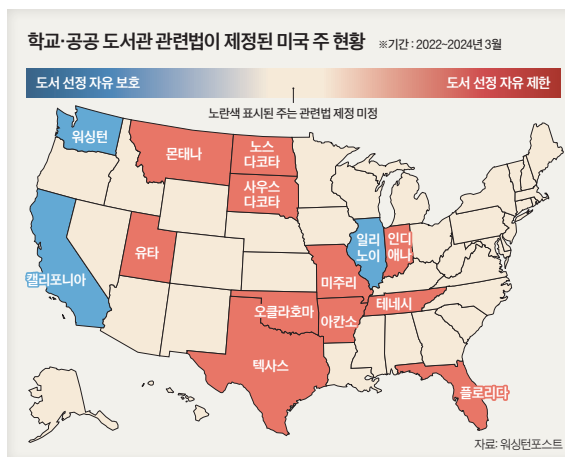 학교·공공 도서관 관련법이 제정된 미국 주 현황 ※기간 : 2022~2024년 3월
도서 선정 자유 보호 도서 선정 자유 제한
노란색 표시된 주는 관련법 제정 미정
워싱턴
몬태나
노스
다코타
사우스
다코타
캘리포니아
유타
일리
노이
인디
애나
미주리
오클라호마
아칸소
테네시
텍사스
플로리다
자료: 워싱턴포스트